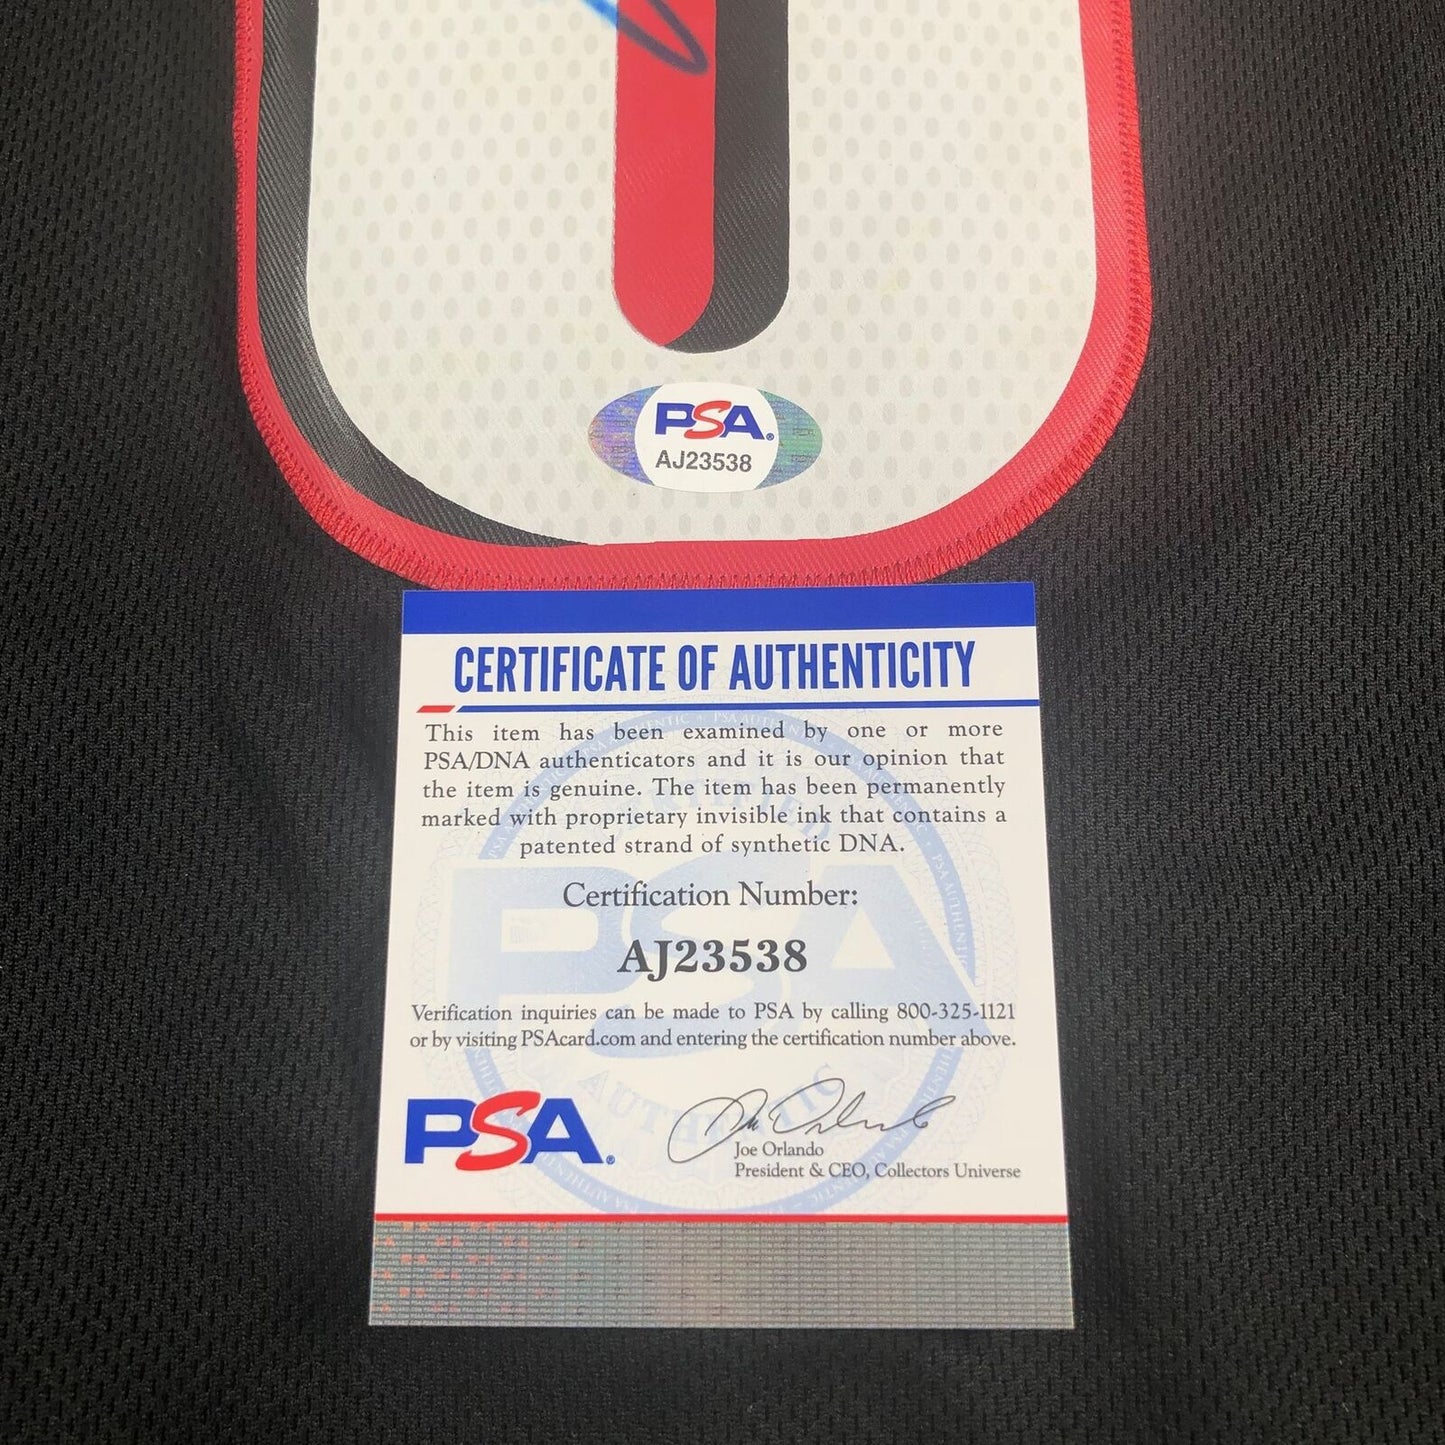 PSA®
AJ23538
CERTIFICATE OF AUTHENTICITY
This item has been examined by one or more
PSA/DNA authenticators and it is our opinion that
the item is genuine. The item has been permanently
marked with proprietary invisible ink that contains a
patented strand of synthetic DNA.
Certification Number:
AJ23538
Verification inquiries can be made to PSA by calling 800-325-1121
or by visiting PSAcard.com and entering the certification number above.
PSA®
Joe Orlando
President & CEO, Collectors Universe